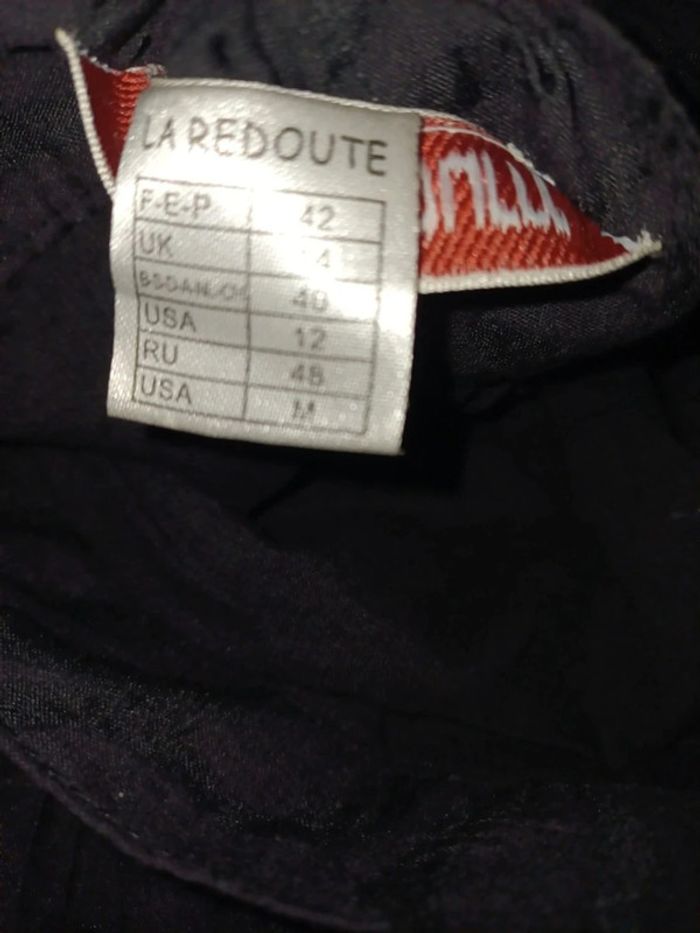 LA REDOUTE
F-E-P 42
UK
40
USA 12
RU 48
USA M